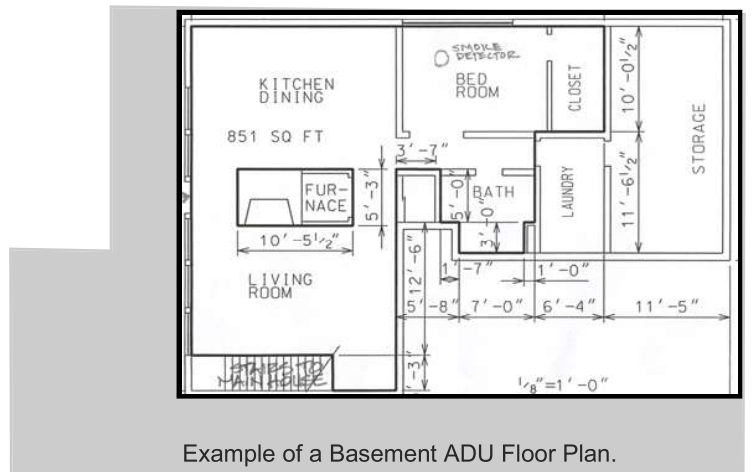 SMOKE
DETECTOR
KITCHEN
DINING
BED
ROOM
CLOSET
10'-0½"
STORAGE
851 SQ FT
3'-7"
FUR-
NACE
5'-3"
5'-0"
BATH
LAUNDRY
11'-6½"
3'-0"
10'-5½"
LIVING
ROOM
12'-6"
1'-7"
1'-0"
5'-8"
7'-0"
6'-4"
11'-5"
STAIRS TO
MAIN HOUSE
-3"
⅛"=1'-0"
Example of a Basement ADU Floor Plan.